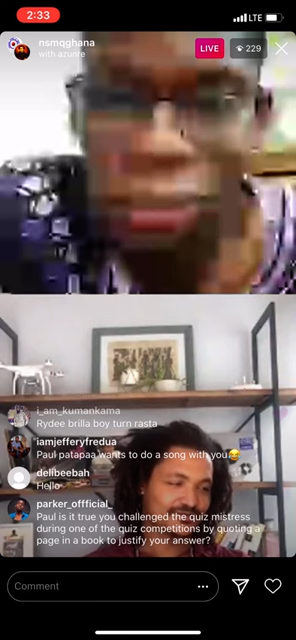 2:33
LTE
nsmqghana
with azunre
LIVE
229
i_am_kumankama
Rydee brilla boy turn rasta
iamjefferyfredua
Paul patapaa wants to do a song with you😂
delibeebah
Hello
parker_offficial_
Paul is it true you challenged the quiz mistress
during one of the quiz competitions by quoting a
page in a book to justify your answer?
Comment